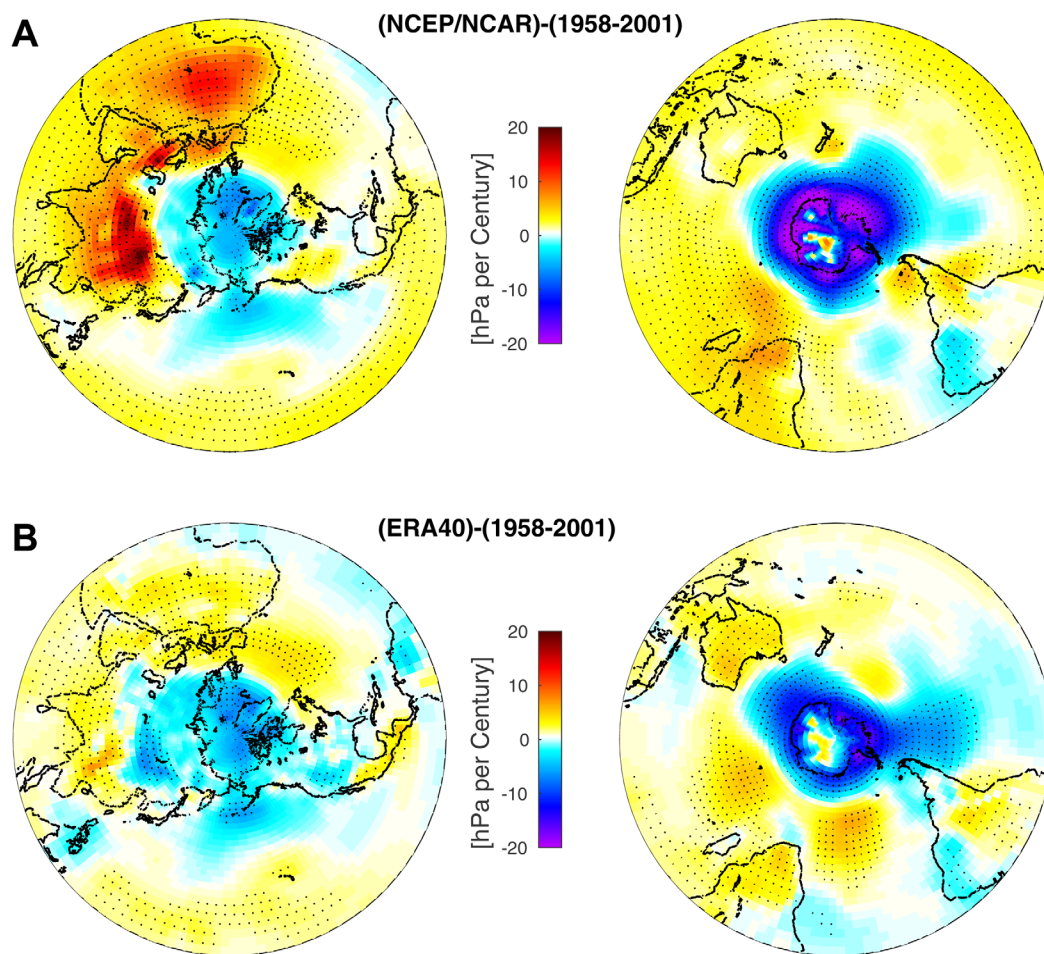 A
(NCEP/NCAR)-(1958-2001)
[hPa per Century]
20
10
0
-10
-20
B
(ERA40)-(1958-2001)
[hPa per Century]
20
10
0
-10
-20